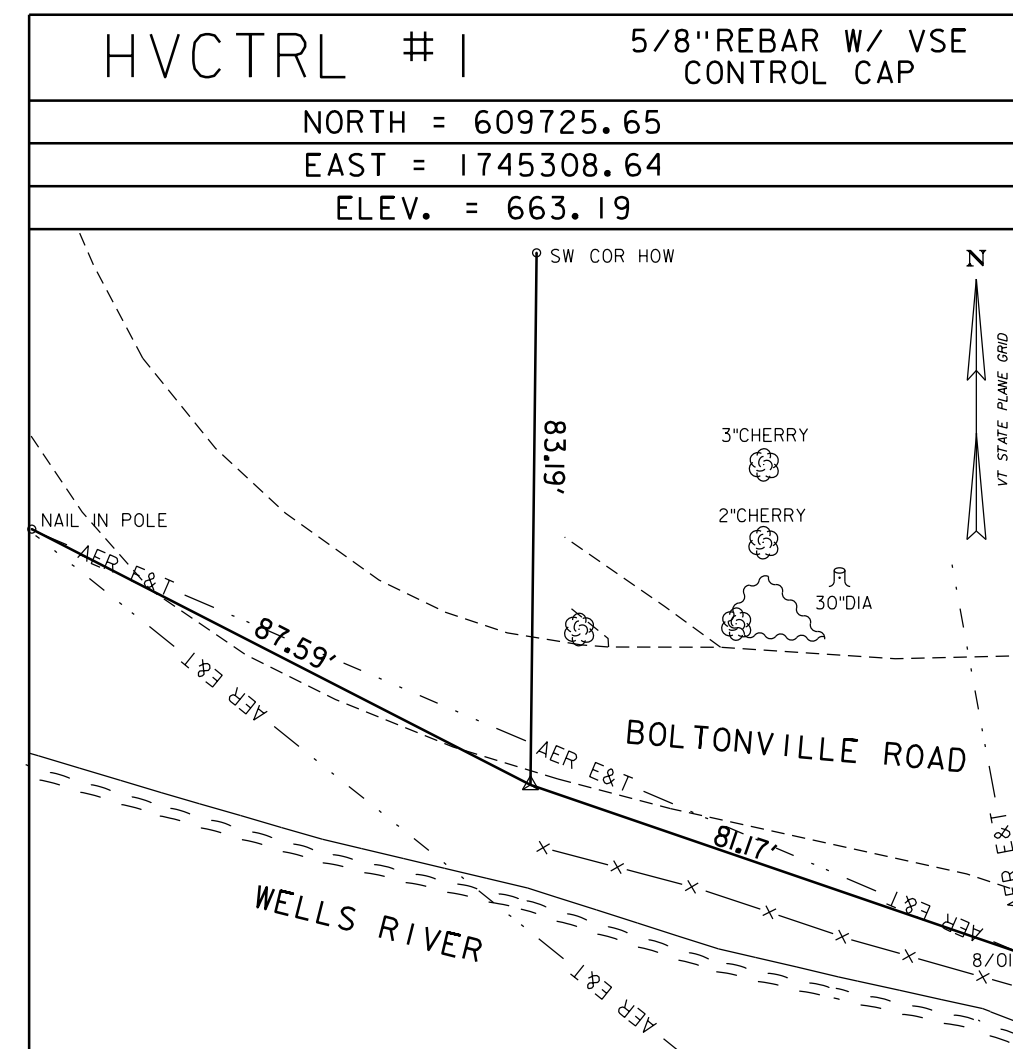 HVCTRL #1
5/8"REBAR W/ VSE
CONTROL CAP
NORTH = 609725.65
EAST = 1745308.64
ELEV. = 663.19
SW COR HOW
N
VT STATE PLANE GRID
83.19'
3"CHERRY
2"CHERRY
30"DIA
NAIL IN POLE
AER E&T
87.59'
AER E&T
BOLTONVILLE ROAD
AER E&T
81.17'
AER E&T
AER E&T
WELLS RIVER
8/01
AER E&T